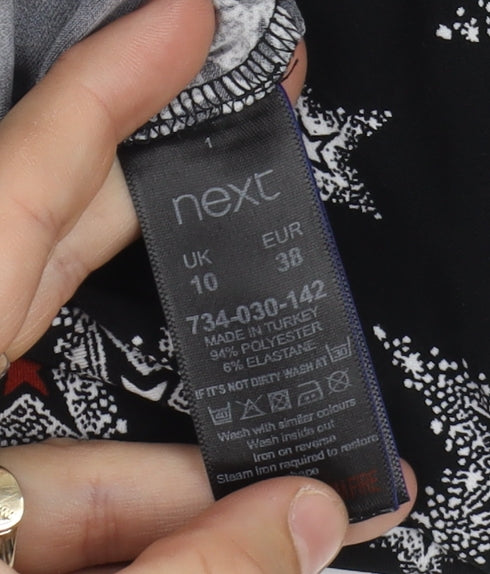 1
next
UK EUR
10 38
734-030-142
MADE IN TURKEY
94% POLYESTER
6% ELASTANE
IF IT'S NOT DIRTY WASH AT 30
Wash with similar colours
Wash inside out
Iron on reverse
Steam iron required to restore
FIRE